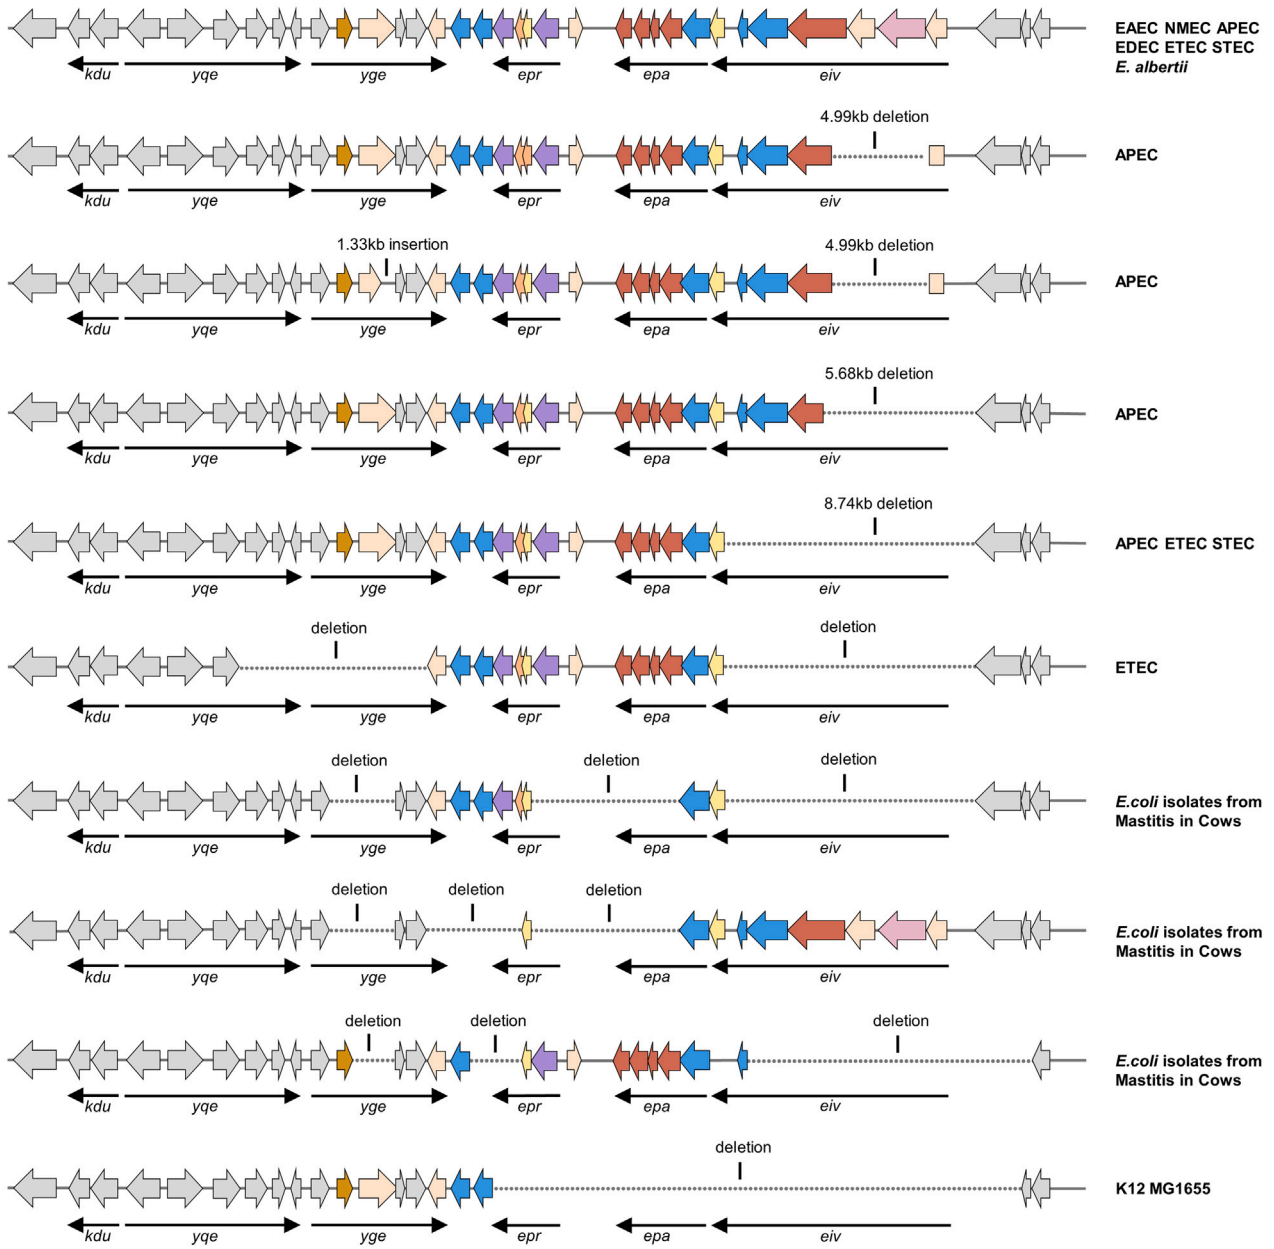 EAEC NMEC APEC
EDEC ETEC STEC
E. albertii
kdu yqe yge epr epa eiv
4.99kb deletion
APEC
kdu yqe yge epr epa eiv
1.33kb insertion 4.99kb deletion
APEC
kdu yqe yge epr epa eiv
5.68kb deletion
APEC
kdu yqe yge epr epa eiv
8.74kb deletion
APEC ETEC STEC
kdu yqe yge epr epa eiv
deletion deletion
ETEC
kdu yqe yge epr epa eiv
deletion deletion deletion
E.coli isolates from
Mastitis in Cows
kdu yqe yge epr epa eiv
deletion deletion deletion
E.coli isolates from
Mastitis in Cows
kdu yqe yge epr epa eiv
deletion deletion deletion
E.coli isolates from
Mastitis in Cows
kdu yqe yge epr epa eiv
deletion
K12 MG1655
kdu yqe yge epr epa eiv